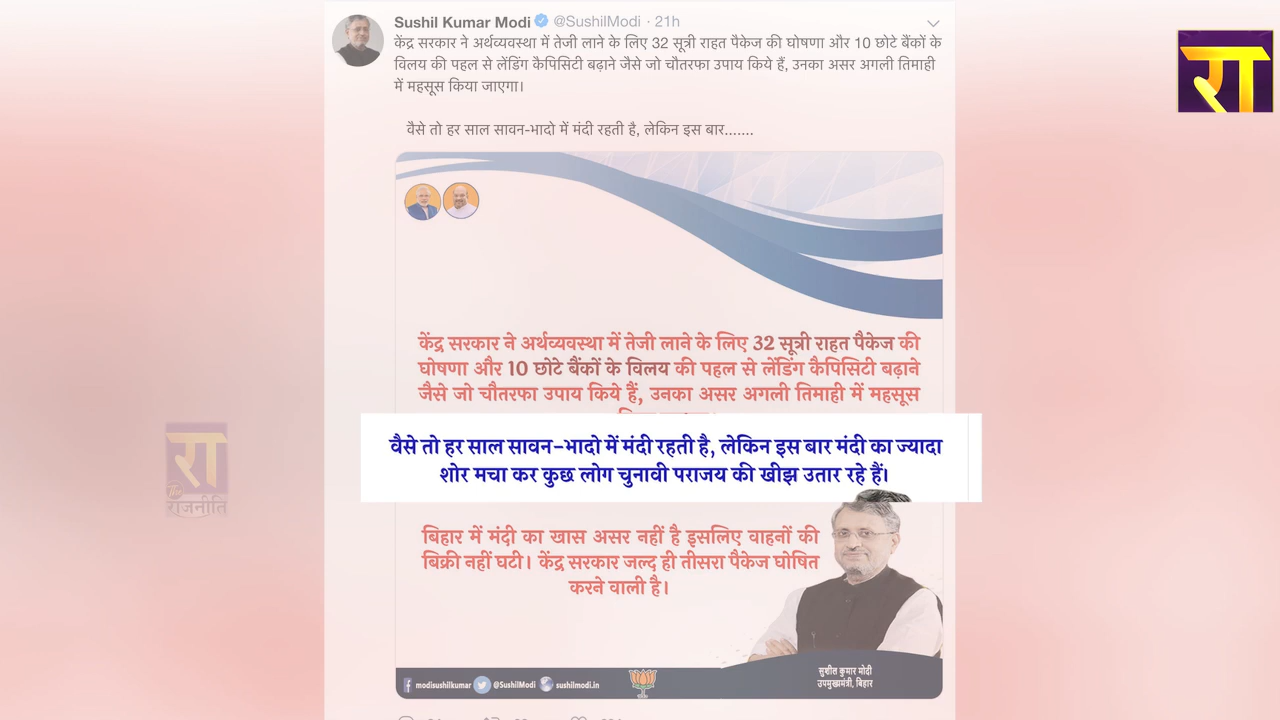 Sushil Kumar Modi @SushilModi · 21h
केंद्र सरकार ने अर्थव्यवस्था में तेजी लाने के लिए 32 सूत्री राहत पैकेज की घोषणा और 10 छोटे बैंकों के
विलय की पहल से लेंडिंग कैपिसिटी बढ़ाने जैसे जो चौतरफा उपाय किये हैं, उनका असर अगली तिमाही
में महसूस किया जाएगा।
वैसे तो हर साल सावन-भादो में मंदी रहती है, लेकिन इस बार.......
रा
केंद्र सरकार ने अर्थव्यवस्था में तेजी लाने के लिए 32 सूत्री राहत पैकेज की
घोषणा और 10 छोटे बैंकों के विलय की पहल से लेंडिंग कैपिसिटी बढ़ाने
जैसे जो चौतरफा उपाय किये हैं, उनका असर अगली तिमाही में महसूस
वैसे तो हर साल सावन-भादो में मंदी रहती है, लेकिन इस बार मंदी का ज्यादा
शोर मचा कर कुछ लोग चुनावी पराजय की खीझ उतार रहे हैं।
रा
The
राजनीति
बिहार में मंदी का खास असर नहीं है इसलिए वाहनों की
बिक्री नहीं घटी। केंद्र सरकार जल्द ही तीसरा पैकेज घोषित
करने वाली है।
सुशील कुमार मोदी
उपमुख्यमंत्री, बिहार
modisushilkumar @SushilModi sushilmodi.in